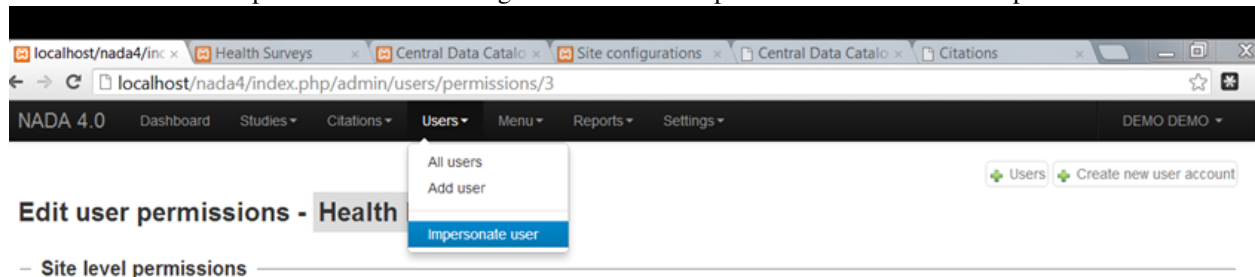 localhost/nada4/inc Health Surveys Central Data Catalo Site configurations Central Data Catalo Citations
localhost/nada4/index.php/admin/users/permissions/3
NADA 4.0 Dashboard Studies Citations Users Menu Reports Settings DEMO DEMO
All users
Add user
Impersonate user
Users Create new user account
Edit user permissions - Health
Site level permissions